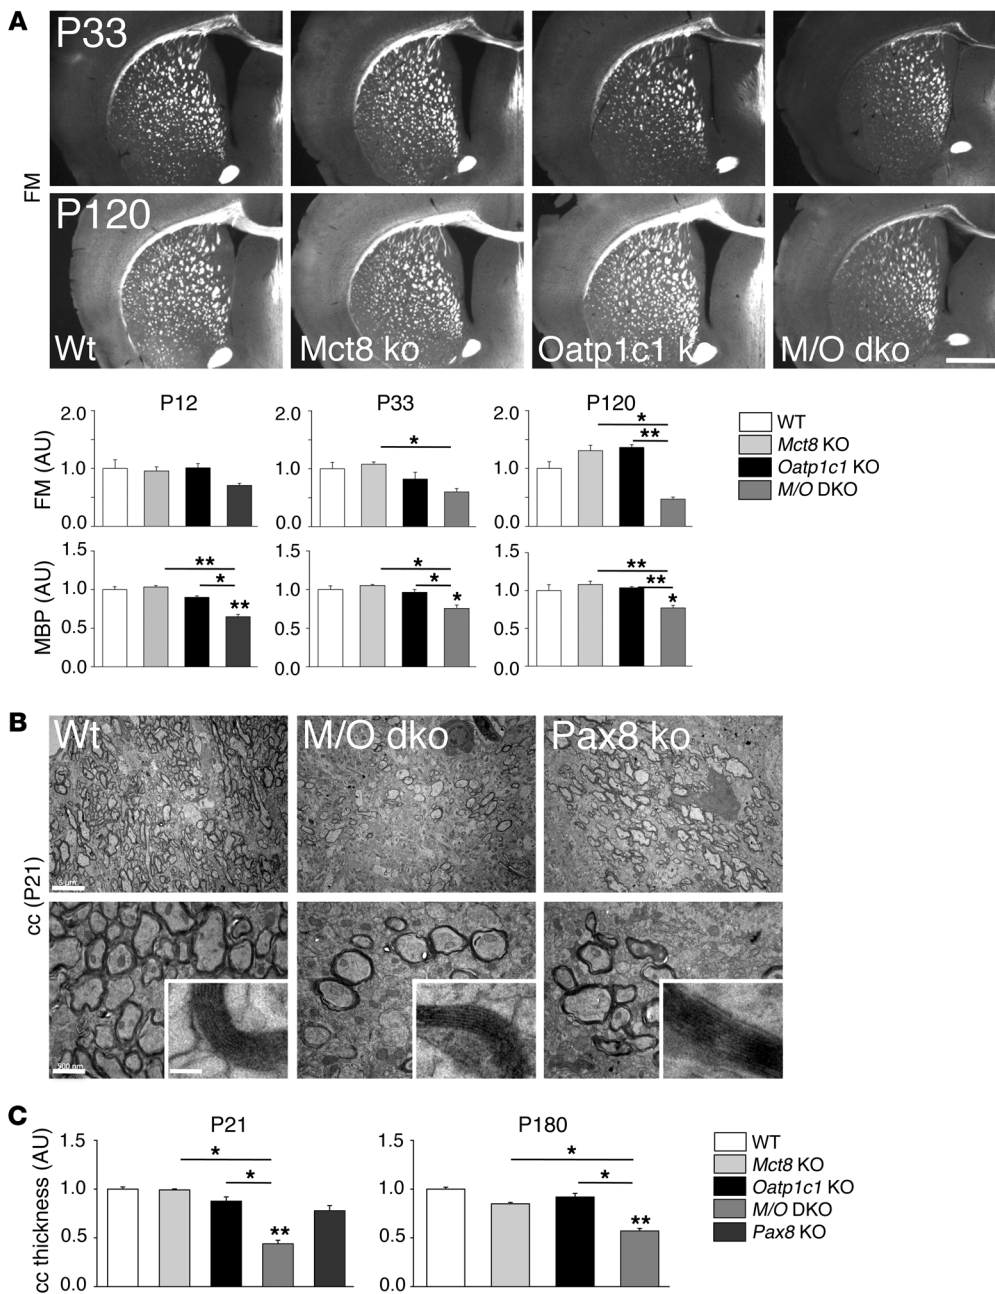 A
P33
FM
P120
Wt
Mct8 ko
Oatp1c1 k
M/O dko
P12
P33
P120
FM (AU)
2.0
1.0
0.0
2.0
1.0
0.0
*
2.0
1.0
0.0
*
**
WT
Mct8 KO
Oatp1c1 KO
M/O DKO
MBP (AU)
1.5
1.0
0.5
0.0
**
*
**
1.5
1.0
0.5
0.0
*
*
*
1.5
1.0
0.5
0.0
**
**
*
B
Wt
M/O dko
Pax8 ko
cc (P21)
5 µm
500 nm
C
P21
P180
cc thickness (AU)
1.5
1.0
0.5
0.0
*
*
**
1.5
1.0
0.5
0.0
*
*
**
WT
Mct8 KO
Oatp1c1 KO
M/O DKO
Pax8 KO